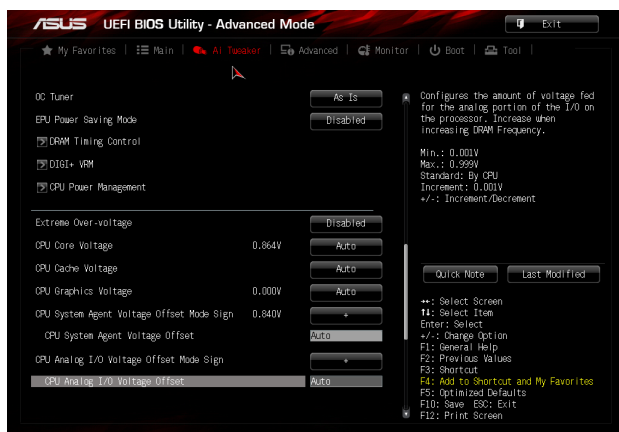 ASUS UEFI BIOS Utility - Advanced Mode Exit
My Favorites Main Ai Tweaker Advanced Monitor Boot Tool
OC Tuner As Is
EPU Power Saving Mode Disabled
DRAM Timing Control
DIGI+ VRM
CPU Power Management
Extreme Over-voltage Disabled
CPU Core Voltage 0.864V Auto
CPU Cache Voltage Auto
CPU Graphics Voltage 0.000V Auto
CPU System Agent Voltage Offset Mode Sign 0.840V +
CPU System Agent Voltage Offset Auto
CPU Analog I/O Voltage Offset Mode Sign +
CPU Analog I/O Voltage Offset Auto
Configures the amount of voltage fed
for the analog portion of the I/O on
the processor. Increase when
increasing DRAM Frequency.
Min.: 0.001V
Max.: 0.999V
Standard: By CPU
Increment: 0.001V
+/-: Increment/Decrement
Quick Note Last Modified
→←: Select Screen
↑↓: Select Item
Enter: Select
+/-: Change Option
F1: General Help
F2: Previous Values
F3: Shortcut
F4: Add to Shortcut and My Favorites
F5: Optimized Defaults
F10: Save ESC: Exit
F12: Print Screen